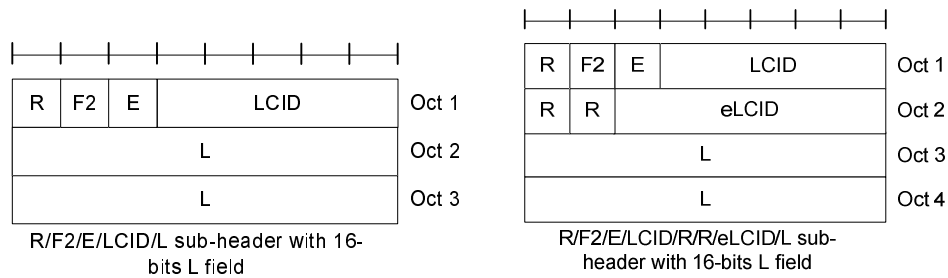 R F2 E LCID Oct 1
L Oct 2
L Oct 3
R/F2/E/LCID/L sub-header with 16-
bits L field
R F2 E LCID Oct 1
R R eLCID Oct 2
L Oct 3
L Oct 4
R/F2/E/LCID/R/R/eLCID/L sub-
header with 16-bits L field